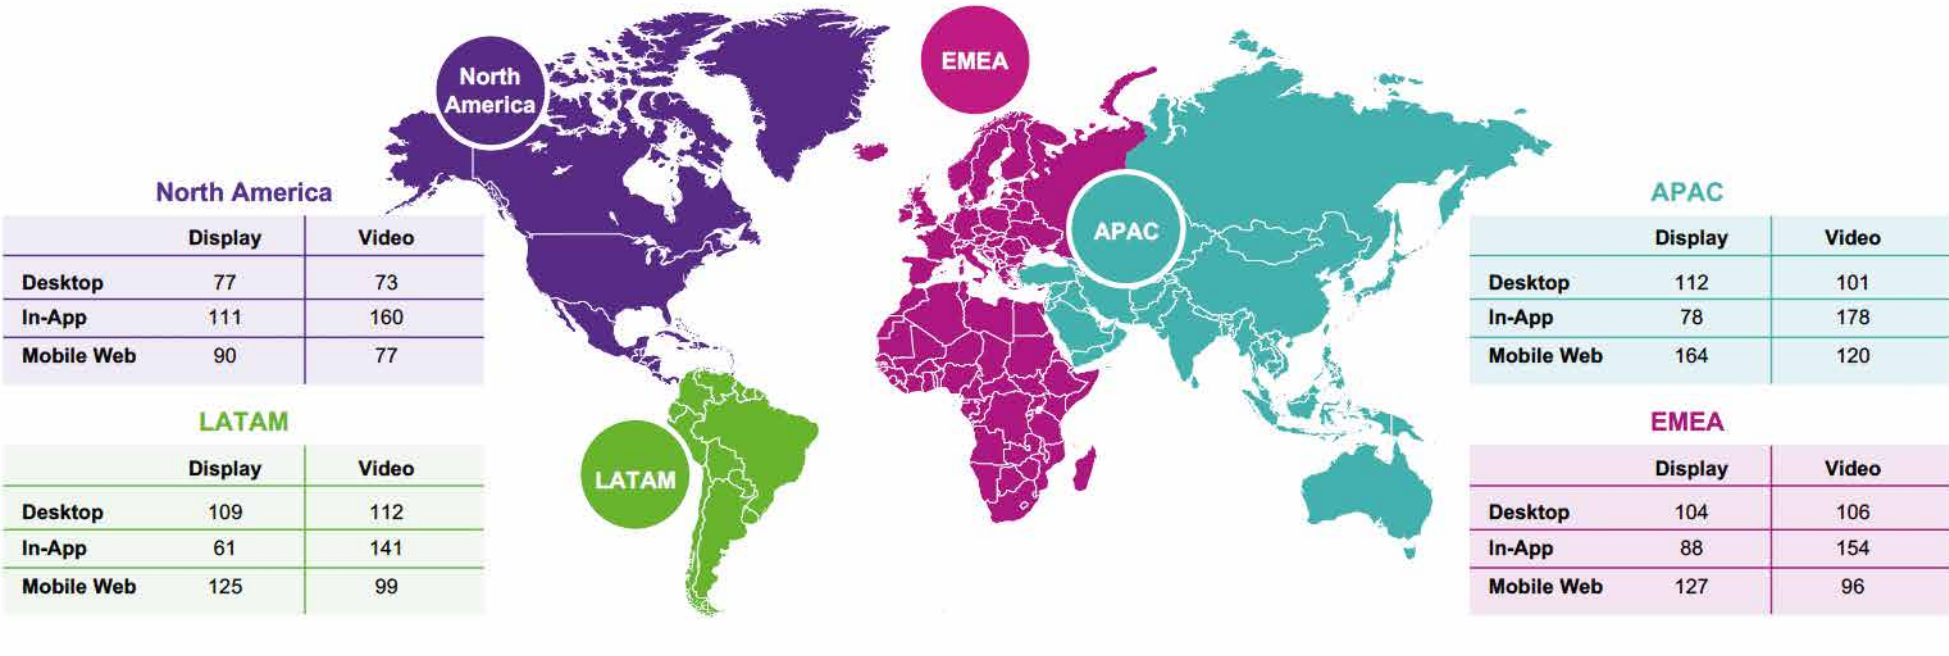 North
America
EMEA
APAC
LATAM
North America
Display Video
Desktop 77 73
In-App 111 160
Mobile Web 90 77
LATAM
Display Video
Desktop 109 112
In-App 61 141
Mobile Web 125 99
APAC
Display Video
Desktop 112 101
In-App 78 178
Mobile Web 164 120
EMEA
Display Video
Desktop 104 106
In-App 88 154
Mobile Web 127 96